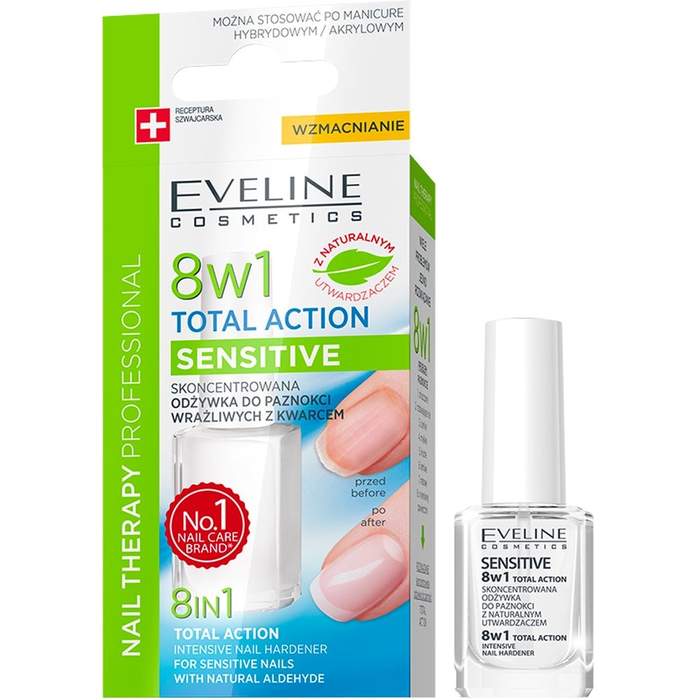 MOŻNA STOSOWAĆ PO MANICURE
HYBRYDOWYM / AKRYLOWYM
RECEPTURA
SZWAJCARSKA
WZMACNIANIE
EVELINE
COSMETICS
Z NATURALNYM
UTWARDZACZEM
8w1
TOTAL ACTION
SENSITIVE
SKONCENTROWANA
ODŻYWKA DO PAZNOKCI
WRAŻLIWYCH Z KWARCEM
przed
before
po
after
No.1
NAIL CARE
BRAND*
8IN1
TOTAL ACTION
INTENSIVE NAIL HARDENER
FOR SENSITIVE NAILS
WITH NATURAL ALDEHYDE
NAIL THERAPY PROFESSIONAL
NAIL THERAPY
8w1
EVELINE
COSMETICS
SENSITIVE
8w1 TOTAL ACTION
SKONCENTROWANA
ODŻYWKA
DO PAZNOKCI
Z NATURALNYM
UTWARDZACZEM
8w1 TOTAL ACTION
INTENSIVE
NAIL HARDENER